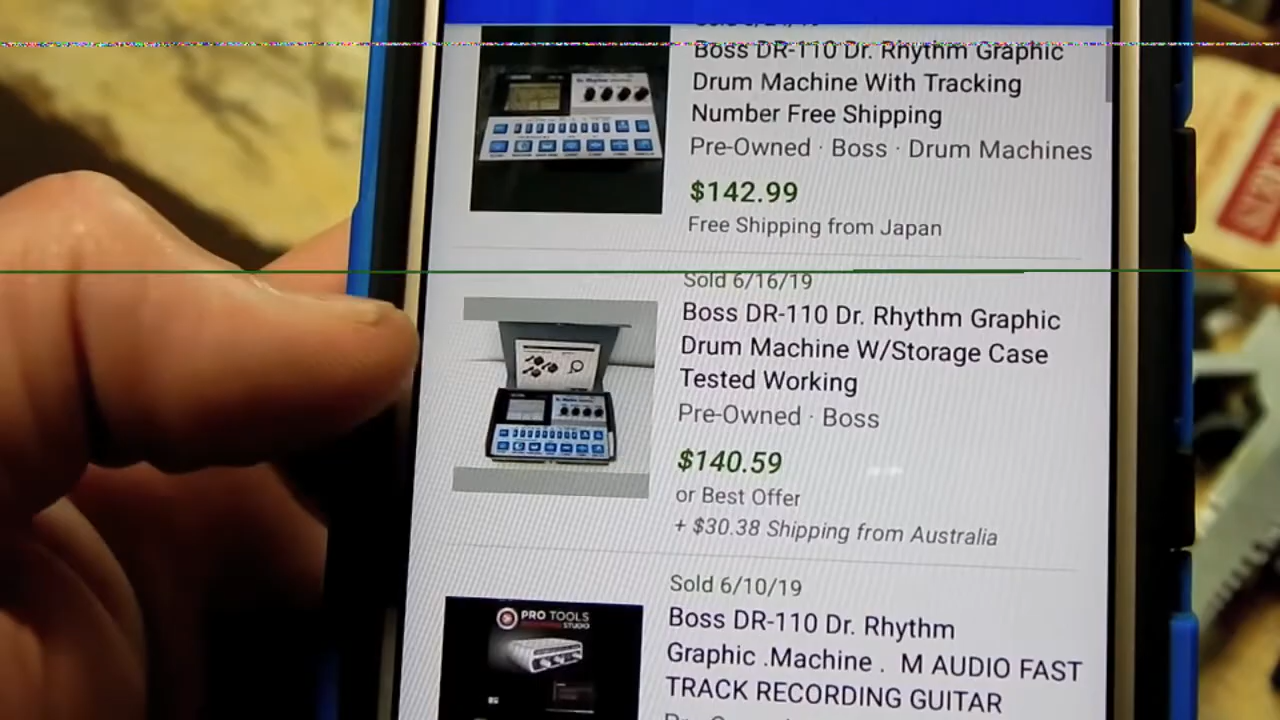 Boss DR-110 Dr. Rhythm Graphic
Drum Machine With Tracking
Number Free Shipping
Pre-Owned · Boss · Drum Machines
$142.99
Free Shipping from Japan
Sold 6/16/19
Boss DR-110 Dr. Rhythm Graphic
Drum Machine W/Storage Case
Tested Working
Pre-Owned · Boss
$140.59
or Best Offer
+ $30.38 Shipping from Australia
Sold 6/10/19
PRO TOOLS
STUDIO
Boss DR-110 Dr. Rhythm
Graphic .Machine . M AUDIO FAST
TRACK RECORDING GUITAR